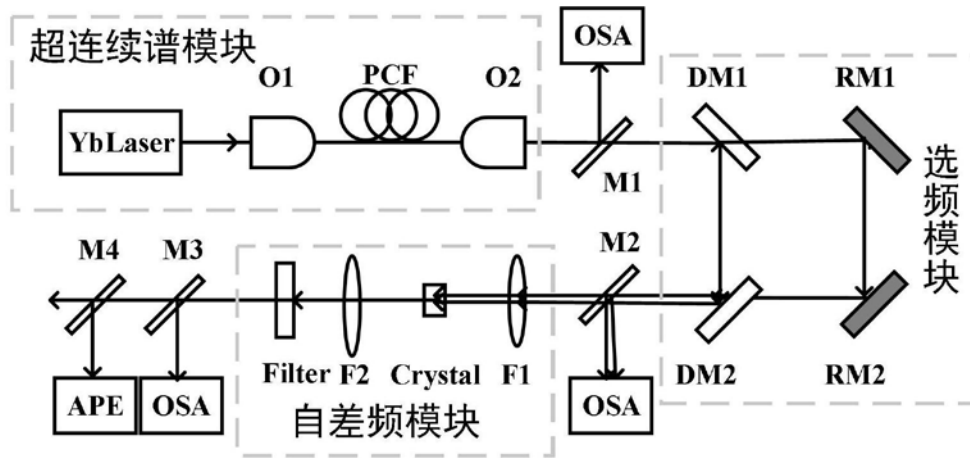 超连续谱模块
OSA
O1 PCF O2 DM1 RM1
YbLaser
M1
选频模块
M4 M3 M2
Filter F2 Crystal F1 DM2 RM2
APE OSA OSA
自差频模块